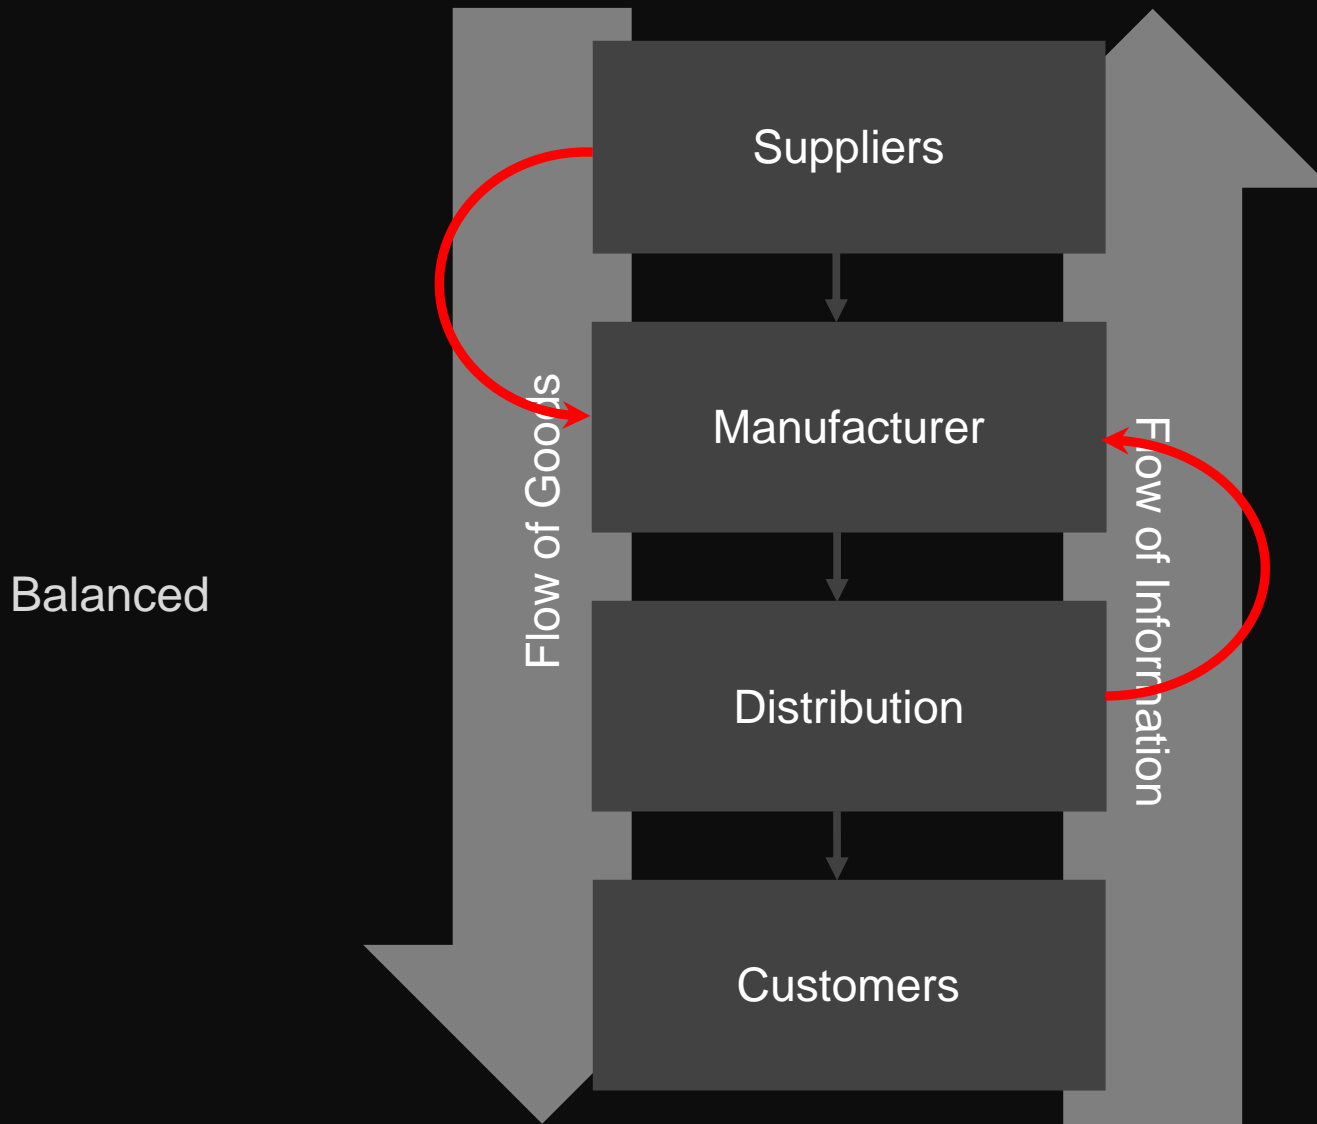 Suppliers
Manufacturer
Flow of Goods
Flow of Information
Balanced
Distribution
Customers